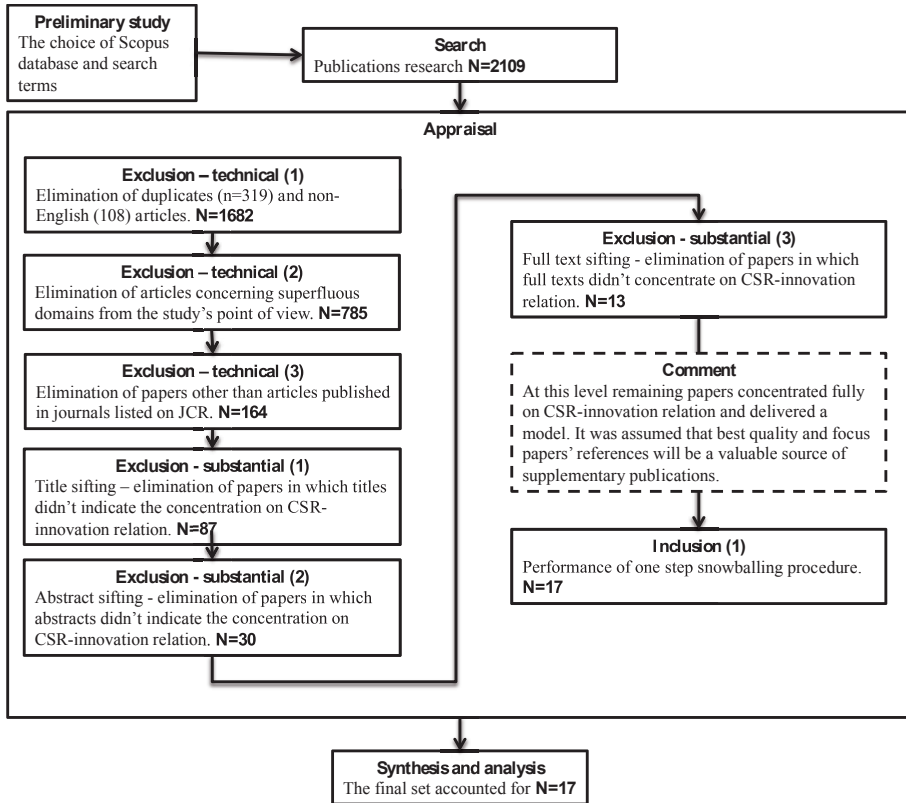 Preliminary study
The choice of Scopus
database and search
terms
Search
Publications research N=2109
Appraisal
Exclusion – technical (1)
Elimination of duplicates (n=319) and non-
English (108) articles. N=1682
Exclusion – technical (2)
Elimination of articles concerning superfluous
domains from the study's point of view. N=785
Exclusion – technical (3)
Elimination of papers other than articles published
in journals listed on JCR. N=164
Exclusion - substantial (1)
Title sifting – elimination of papers in which titles
didn't indicate the concentration on CSR-
innovation relation. N=87
Exclusion - substantial (2)
Abstract sifting - elimination of papers in which
abstracts didn't indicate the concentration on
CSR-innovation relation. N=30
Exclusion - substantial (3)
Full text sifting - elimination of papers in which
full texts didn't concentrate on CSR-innovation
relation. N=13
Comment
At this level remaining papers concentrated fully
on CSR-innovation relation and delivered a
model. It was assumed that best quality and focus
papers' references will be a valuable source of
supplementary publications.
Inclusion (1)
Performance of one step snowballing procedure.
N=17
Synthesis and analysis
The final set accounted for N=17